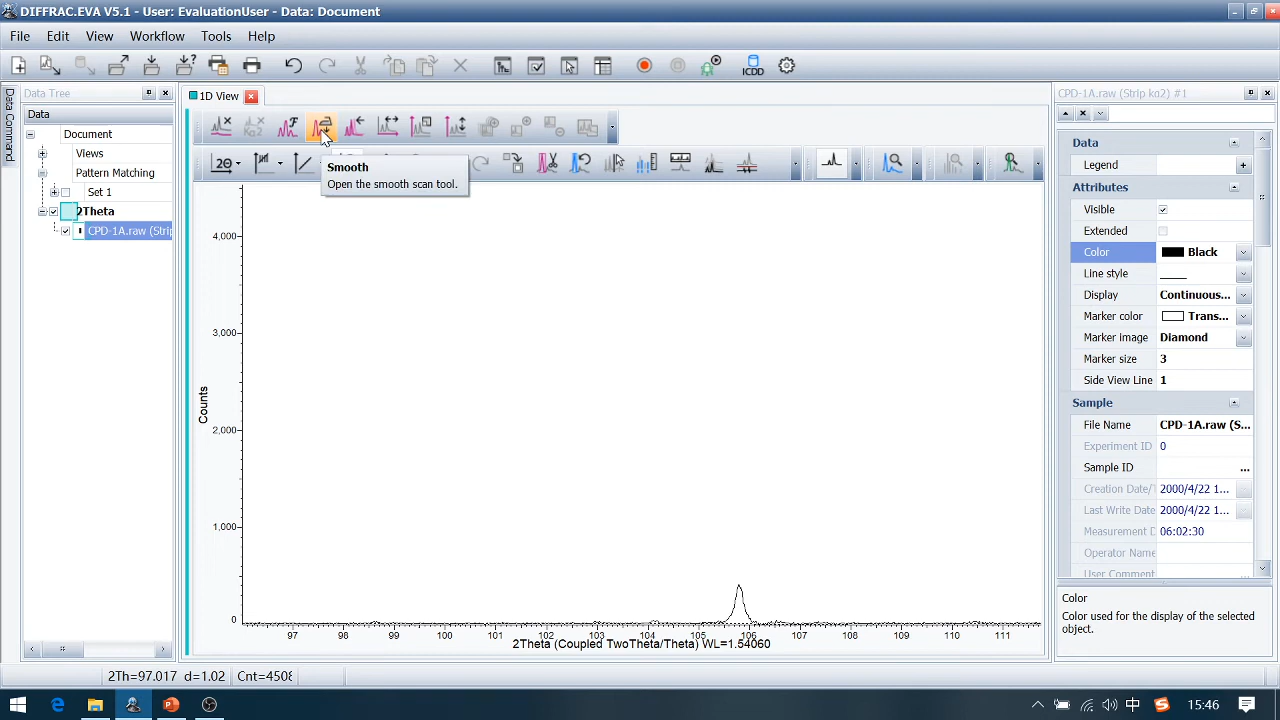 DIFFRAC.EVA V5.1 - User: EvaluationUser - Data: Document
File Edit View Workflow Tools Help
ICDD
Data Command
Data Tree
Data
Document
Views
Pattern Matching
Set 1
2Theta
CPD-1A.raw (Strip
1D View
Kα2
2θ
Smooth
Open the smooth scan tool.
4,000
3,000
2,000
1,000
0
Counts
97 98 99 100 101 102 103 104 105 106 107 108 109 110 111
2Theta (Coupled TwoTheta/Theta) WL=1.54060
CPD-1A.raw (Strip kα2) #1
Data
Legend
Attributes
Visible
Extended
Color Black
Line style
Display Continuous...
Marker color Trans...
Marker image Diamond
Marker size 3
Side View Line 1
Sample
File Name CPD-1A.raw (S...
Experiment ID 0
Sample ID ...
Creation Date/T 2000/4/22 1...
Last Write Date 2000/4/22 1...
Measurement D 06:02:30
Operator Name
User Comment
Color
Color used for the display of the selected
object.
2Th=97.017 d=1.02 Cnt=4508
中
15:46